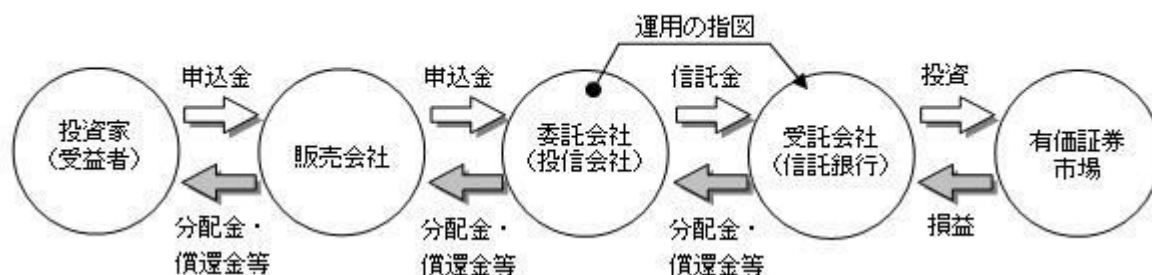 運用の指図
申込金
申込金
信託金
投資
投資家
(受益者)
販売会社
委託会社
(投信会社)
受託会社
(信託銀行)
有価証券
市場
分配金・
償還金等
分配金・
償還金等
分配金・
償還金等
損益